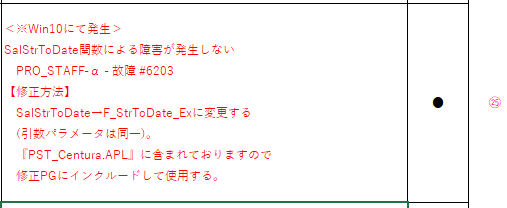 ＜※Win10にて発生＞
SalStrToDate関数による障害が発生しない
PRO_STAFF-α - 故障 #6203
【修正方法】
SalStrToDate→F_StrToDate_Exに変更する
(引数パラメータは同一)。
『PST_Centura.APL』に含まれておりますので
修正PGにインクルードして使用する。
● ㉕